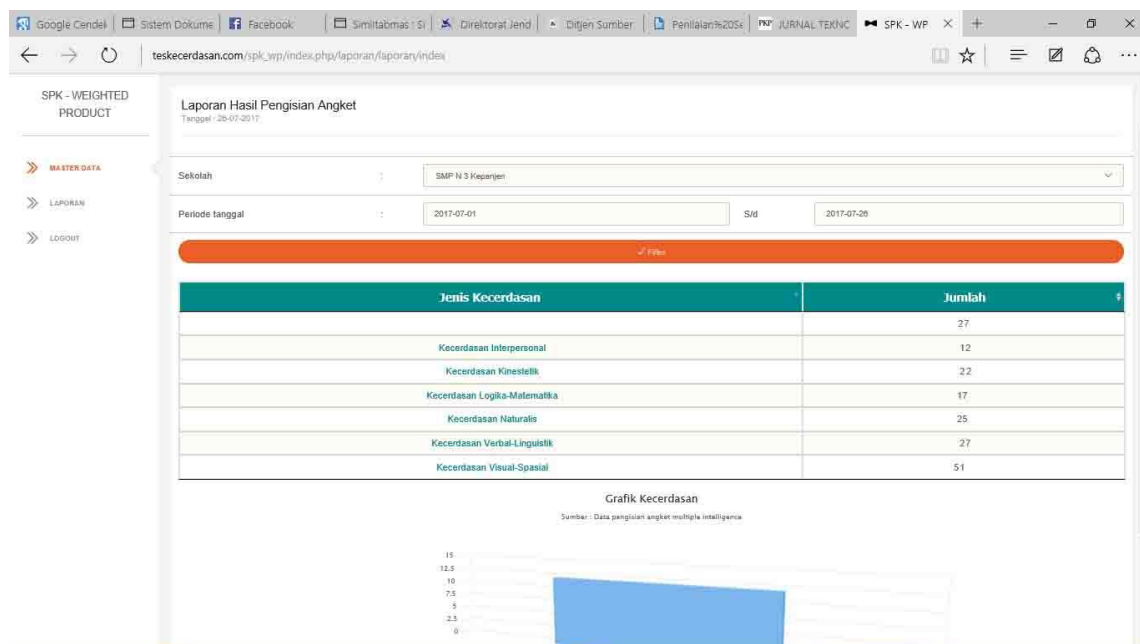 Google Cendek Sistem Dokume Facebook Simlitabmas : Si Direktorat Jend Ditjen Sumber Penilaian%20Se PKP JURNAL TEKNC SPK - WP
teskecerdasan.com/spk_wp/index.php/laporan/laporan/index
SPK - WEIGHTED
PRODUCT
Laporan Hasil Pengisian Angket
Tanggal : 26-07-2017
MASTER DATA
LAPORAN
LOGOUT
Sekolah : SMP N 3 Kepanjen
Periode tanggal : 2017-07-01 S/d 2017-07-26
Filter
Jenis Kecerdasan Jumlah
27
Kecerdasan Interpersonal 12
Kecerdasan Kinestetik 22
Kecerdasan Logika-Matematika 17
Kecerdasan Naturalis 25
Kecerdasan Verbal-Linguistik 27
Kecerdasan Visual-Spasial 51
Grafik Kecerdasan
Sumber : Data pengisian angket multiple intelligence
15
12.5
10
7.5
5
2.5
0